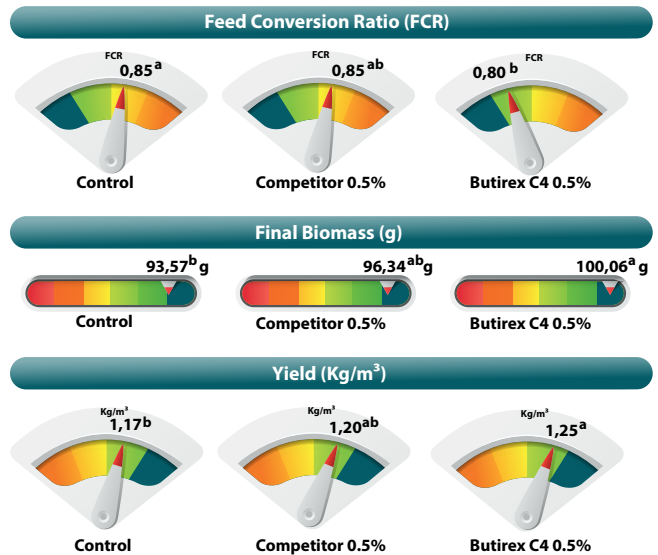 Feed Conversion Ratio (FCR)
FCR FCR FCR
0,85ᵃ 0,85ᵃᵇ 0,80 ᵇ
Control Competitor 0.5% Butirex C4 0.5%
Final Biomass (g)
93,57ᵇ g 96,34ᵃᵇg 100,06ᵃ g
Control Competitor 0.5% Butirex C4 0.5%
Yield (Kg/m³)
Kg/m³ Kg/m³ Kg/m³
1,17ᵇ 1,20ᵃᵇ 1,25ᵃ
Control Competitor 0.5% Butirex C4 0.5%